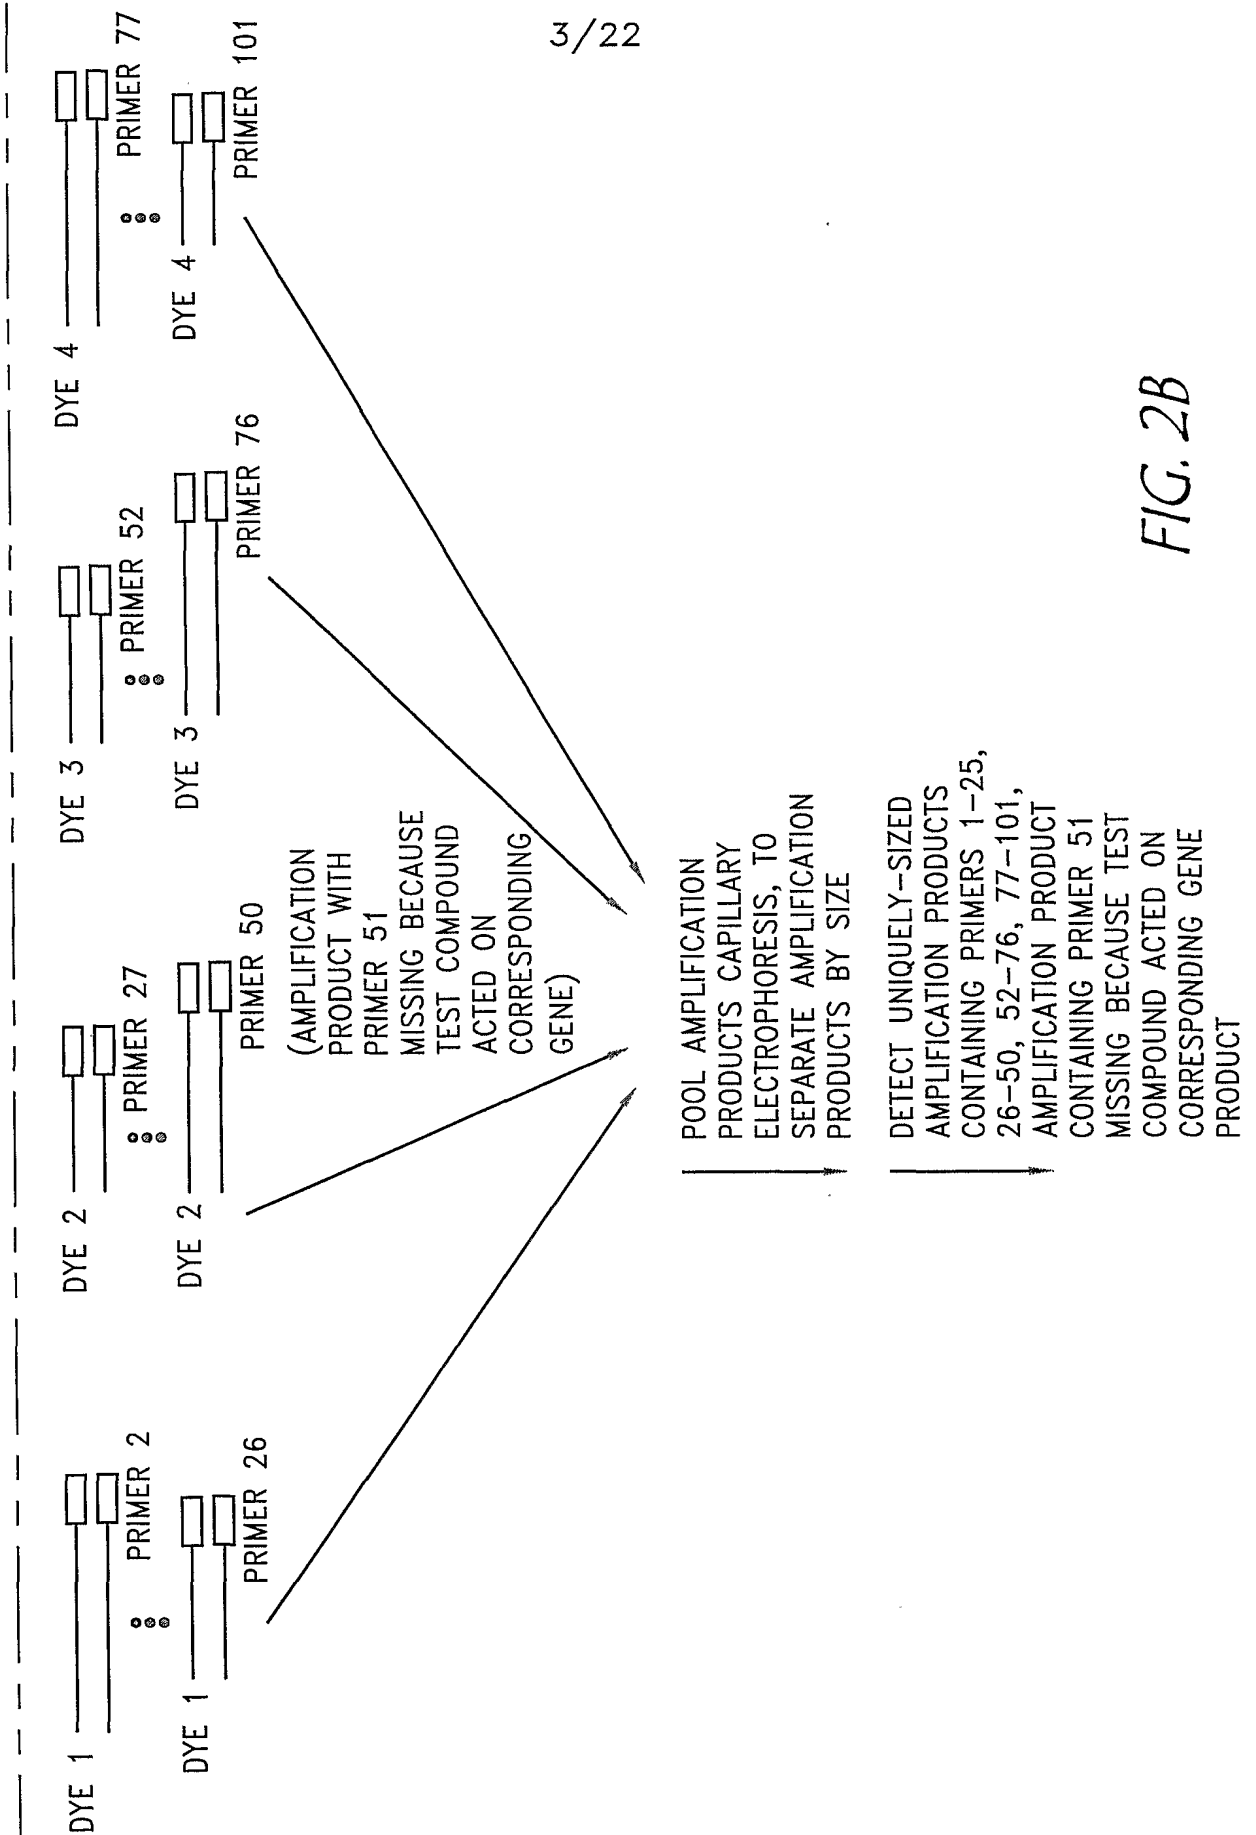 3/22
DYE 1
PRIMER 2
DYE 1
PRIMER 26
DYE 2
PRIMER 27
DYE 2
PRIMER 50
(AMPLIFICATION
PRODUCT WITH
PRIMER 51
MISSING BECAUSE
TEST COMPOUND
ACTED ON
CORRESPONDING
GENE)
DYE 3
PRIMER 52
DYE 3
PRIMER 76
DYE 4
PRIMER 77
DYE 4
PRIMER 101
POOL AMPLIFICATION
PRODUCTS CAPILLARY
ELECTROPHORESIS, TO
SEPARATE AMPLIFICATION
PRODUCTS BY SIZE
DETECT UNIQUELY-SIZED
AMPLIFICATION PRODUCTS
CONTAINING PRIMERS 1-25,
26-50, 52-76, 77-101,
AMPLIFICATION PRODUCT
CONTAINING PRIMER 51
MISSING BECAUSE TEST
COMPOUND ACTED ON
CORRESPONDING GENE
PRODUCT
FIG. 2B